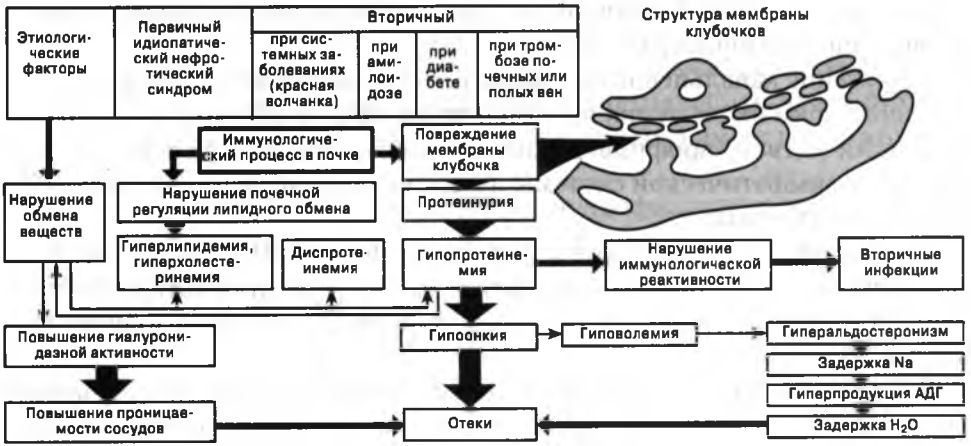 Этиологи-
ческие
факторы
Первичный
идиопатиче-
ский нефро-
тический
синдром
Вторичный
при сис-
темных за-
болеваниях
(красная
волчанка)
при
ами-
лои-
дозе
при
диа-
бете
при тром-
бозе по-
чечных или
полых вен
Структура мембраны
клубочков
Иммунологиче-
ский процесс в почке
Повреждение
мембраны
клубочка
Нарушение
обмена
веществ
Нарушение почечной
регуляции липидного обмена
Протеинурия
Гиперлипидемия,
гиперхолесте-
ринемия
Диспроте-
инемия
Гипопротеине-
мия
Нарушение
иммунологической
реактивности
Вторичные
инфекции
Повышение гиалурони-
дазной активности
Гипоонкия
Гиповолемия
Гиперальдостеронизм
Задержка Na
Гиперпродукция АДГ
Задержка H₂O
Повышение проницае-
мости сосудов
Отеки